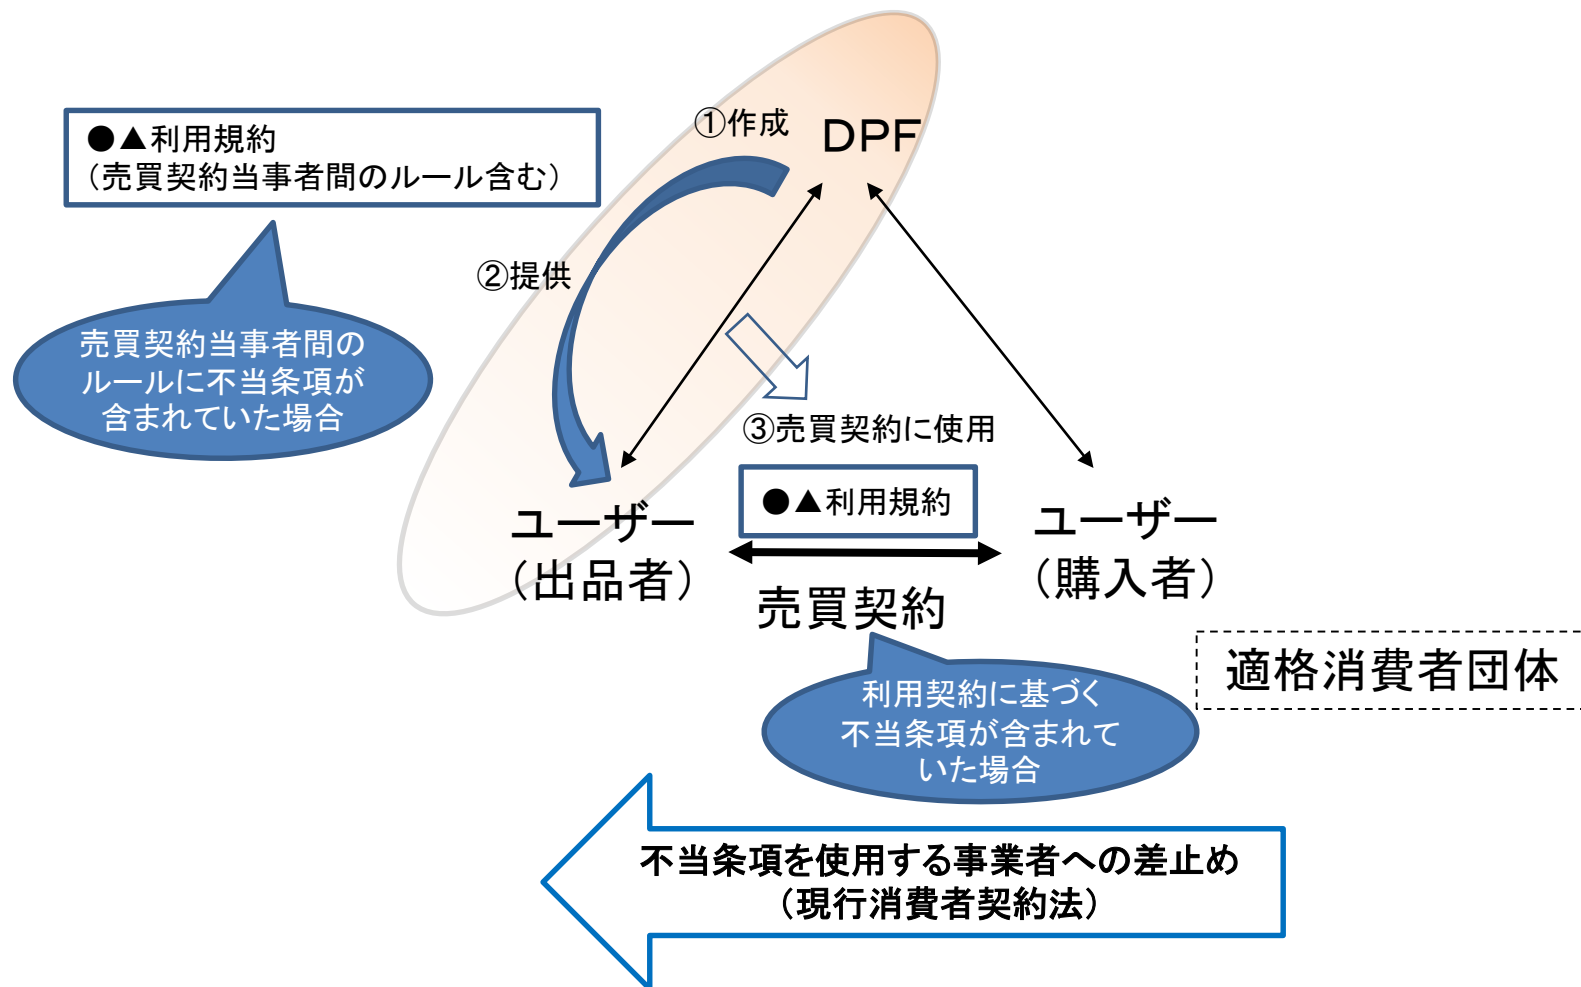 ●▲利用規約
（売買契約当事者間のルール含む）
①作成
DPF
②提供
売買契約当事者間の
ルールに不当条項が
含まれていた場合
③売買契約に使用
●▲利用規約
ユーザー
（出品者）
ユーザー
（購入者）
売買契約
適格消費者団体
利用契約に基づく
不当条項が含まれて
いた場合
不当条項を使用する事業者への差止め
（現行消費者契約法）